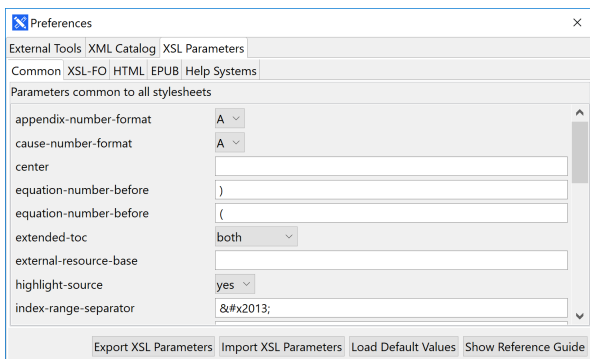 Preferences
External Tools XML Catalog XSL Parameters
Common XSL-FO HTML EPUB Help Systems
Parameters common to all stylesheets
appendix-number-format A
cause-number-format A
center
equation-number-before )
equation-number-before (
extended-toc both
external-resource-base
highlight-source yes
index-range-separator &#x2013;
Export XSL Parameters Import XSL Parameters Load Default Values Show Reference Guide